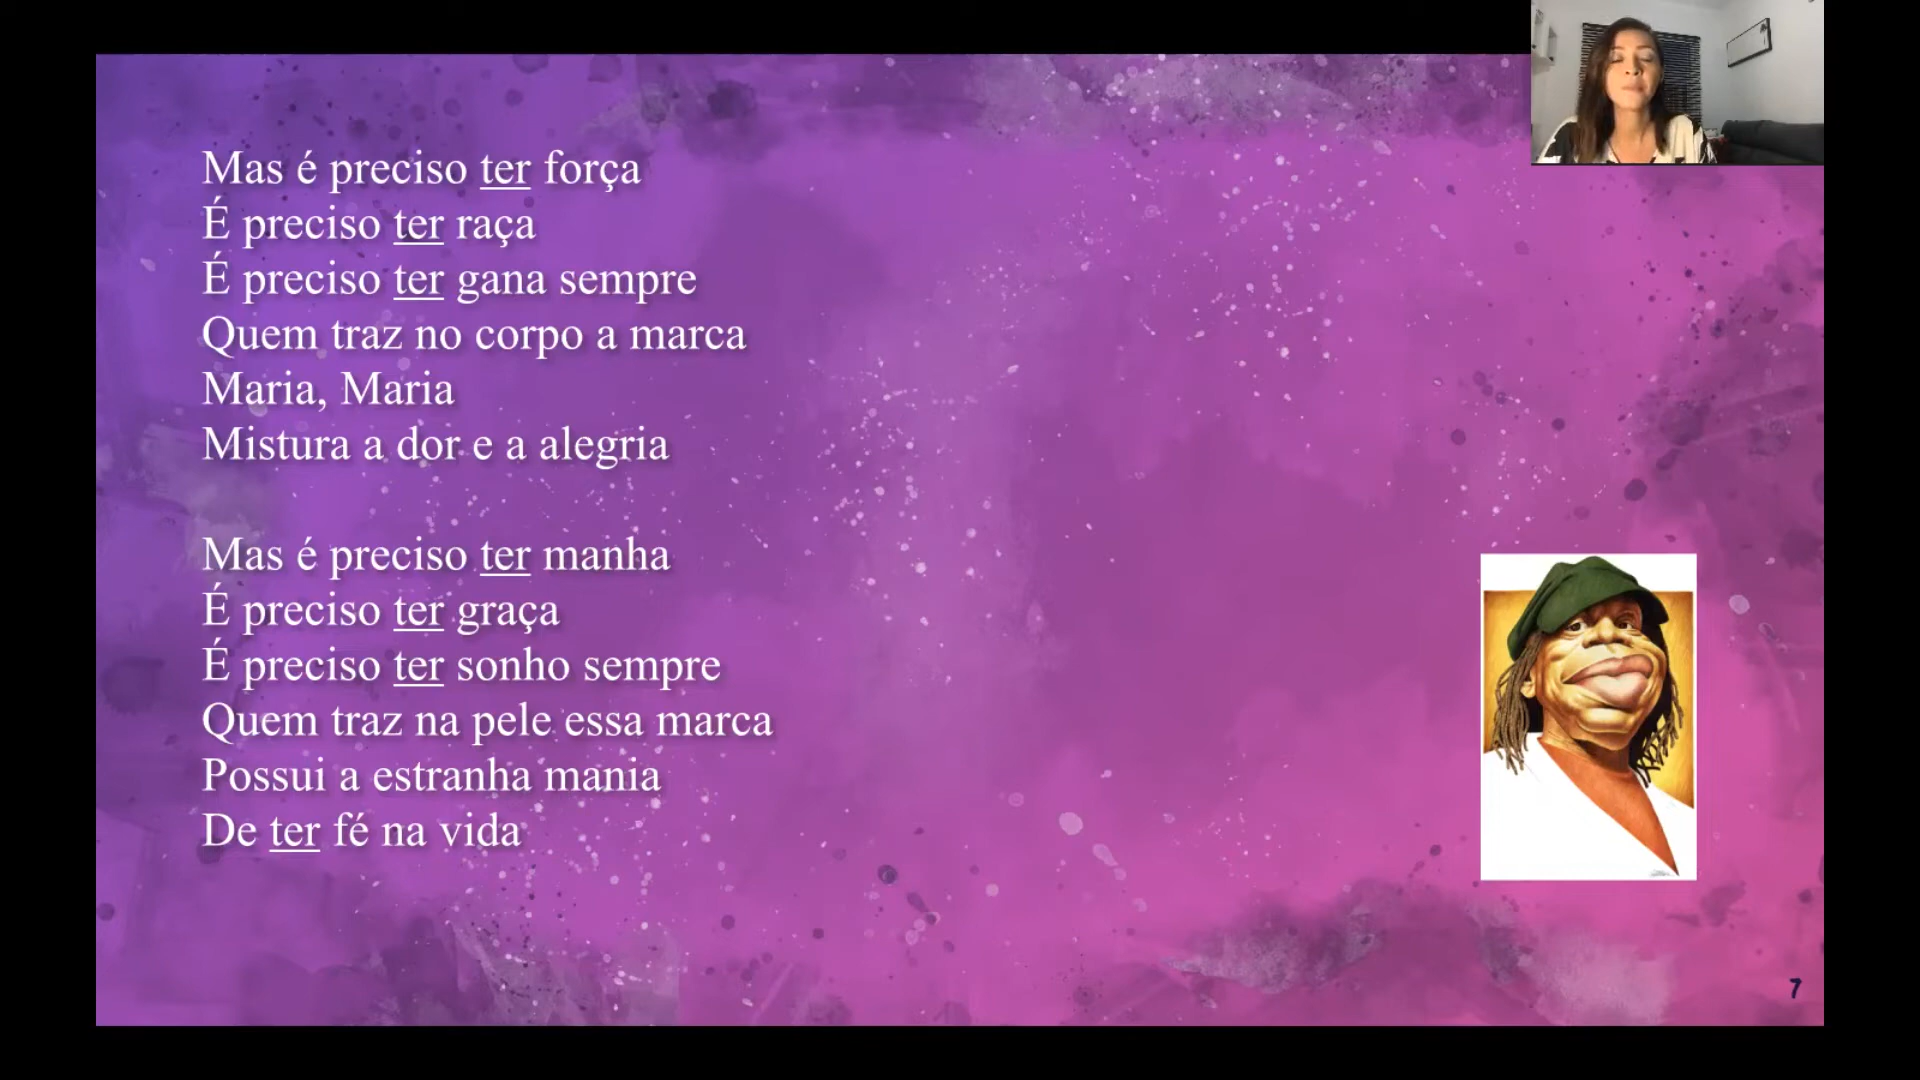 Mas é preciso ter força
É preciso ter raça
É preciso ter gana sempre
Quem traz no corpo a marca
Maria, Maria
Mistura a dor e a alegria
Mas é preciso ter manha
É preciso ter graça
É preciso ter sonho sempre
Quem traz na pele essa marca
Possui a estranha mania
De ter fé na vida
7